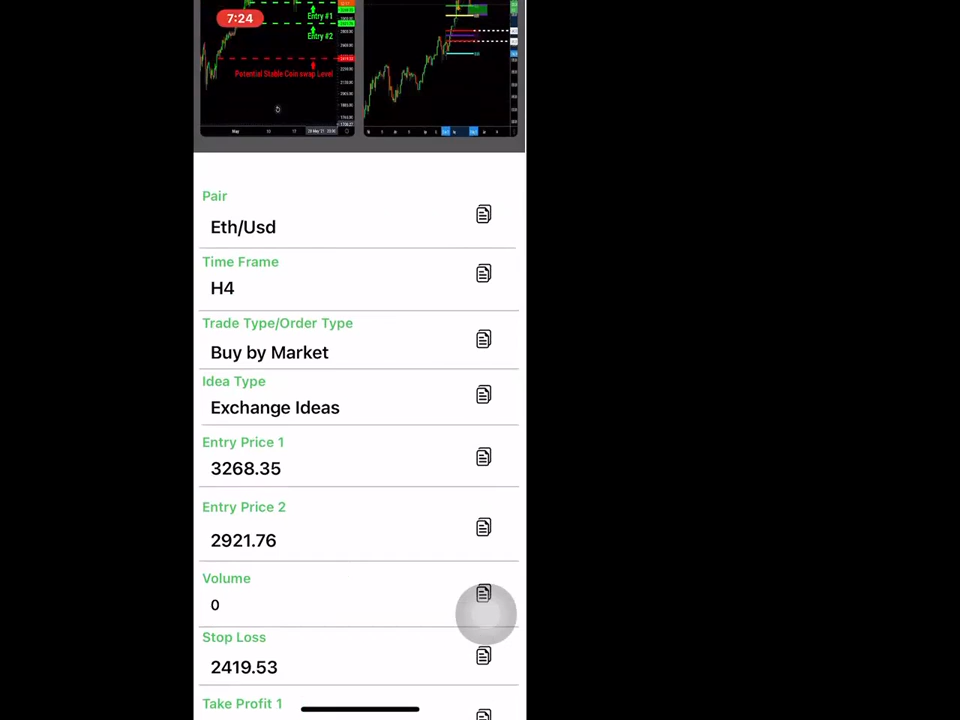 7:24
Entry #1
Entry #2
Potential Stable Coin swap Level
May
Pair
Eth/Usd
Time Frame
H4
Trade Type/Order Type
Buy by Market
Idea Type
Exchange Ideas
Entry Price 1
3268.35
Entry Price 2
2921.76
Volume
0
Stop Loss
2419.53
Take Profit 1